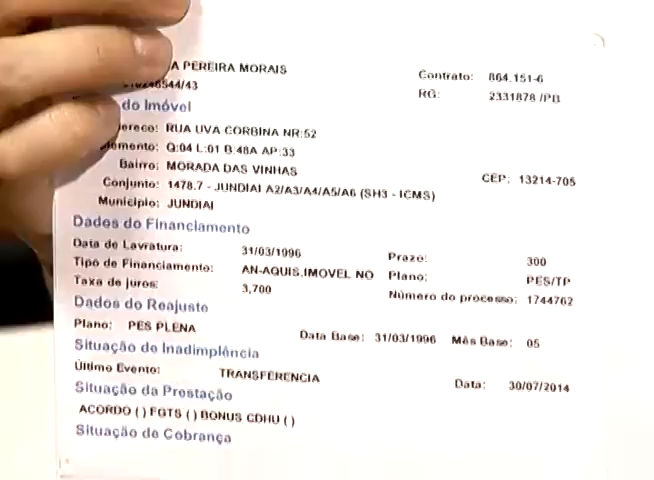 A PEREIRA MORAIS
Contrato: 864.151-6
44/43
RG: 2331878 /PB
do Imóvel
ereço: RUA UVA CORBINA NR:52
lemento: Q:04 L:01 B:48A AP:33
Bairro: MORADA DAS VINHAS
CEP: 13214-705
Conjunto: 1478.7 - JUNDIAI A2/A3/A4/A5/A6 (SH3 - ICMS)
Município: JUNDIAI
Dados do Financiamento
Data de Lavratura: 31/03/1996
Prazo: 300
Tipo de Financiamento: AN-AQUIS.IMOVEL NO
Plano: PES/TP
Taxa de juros: 3,700
Número do processo: 1744762
Dados do Reajuste
Plano: PES PLENA
Data Base: 31/03/1996 Mês Base: 05
Situação de Inadimplência
Último Evento: TRANSFERENCIA
Data: 30/07/2014
Situação da Prestação
ACORDO ( ) FGTS ( ) BONUS CDHU ( )
Situação de Cobrança